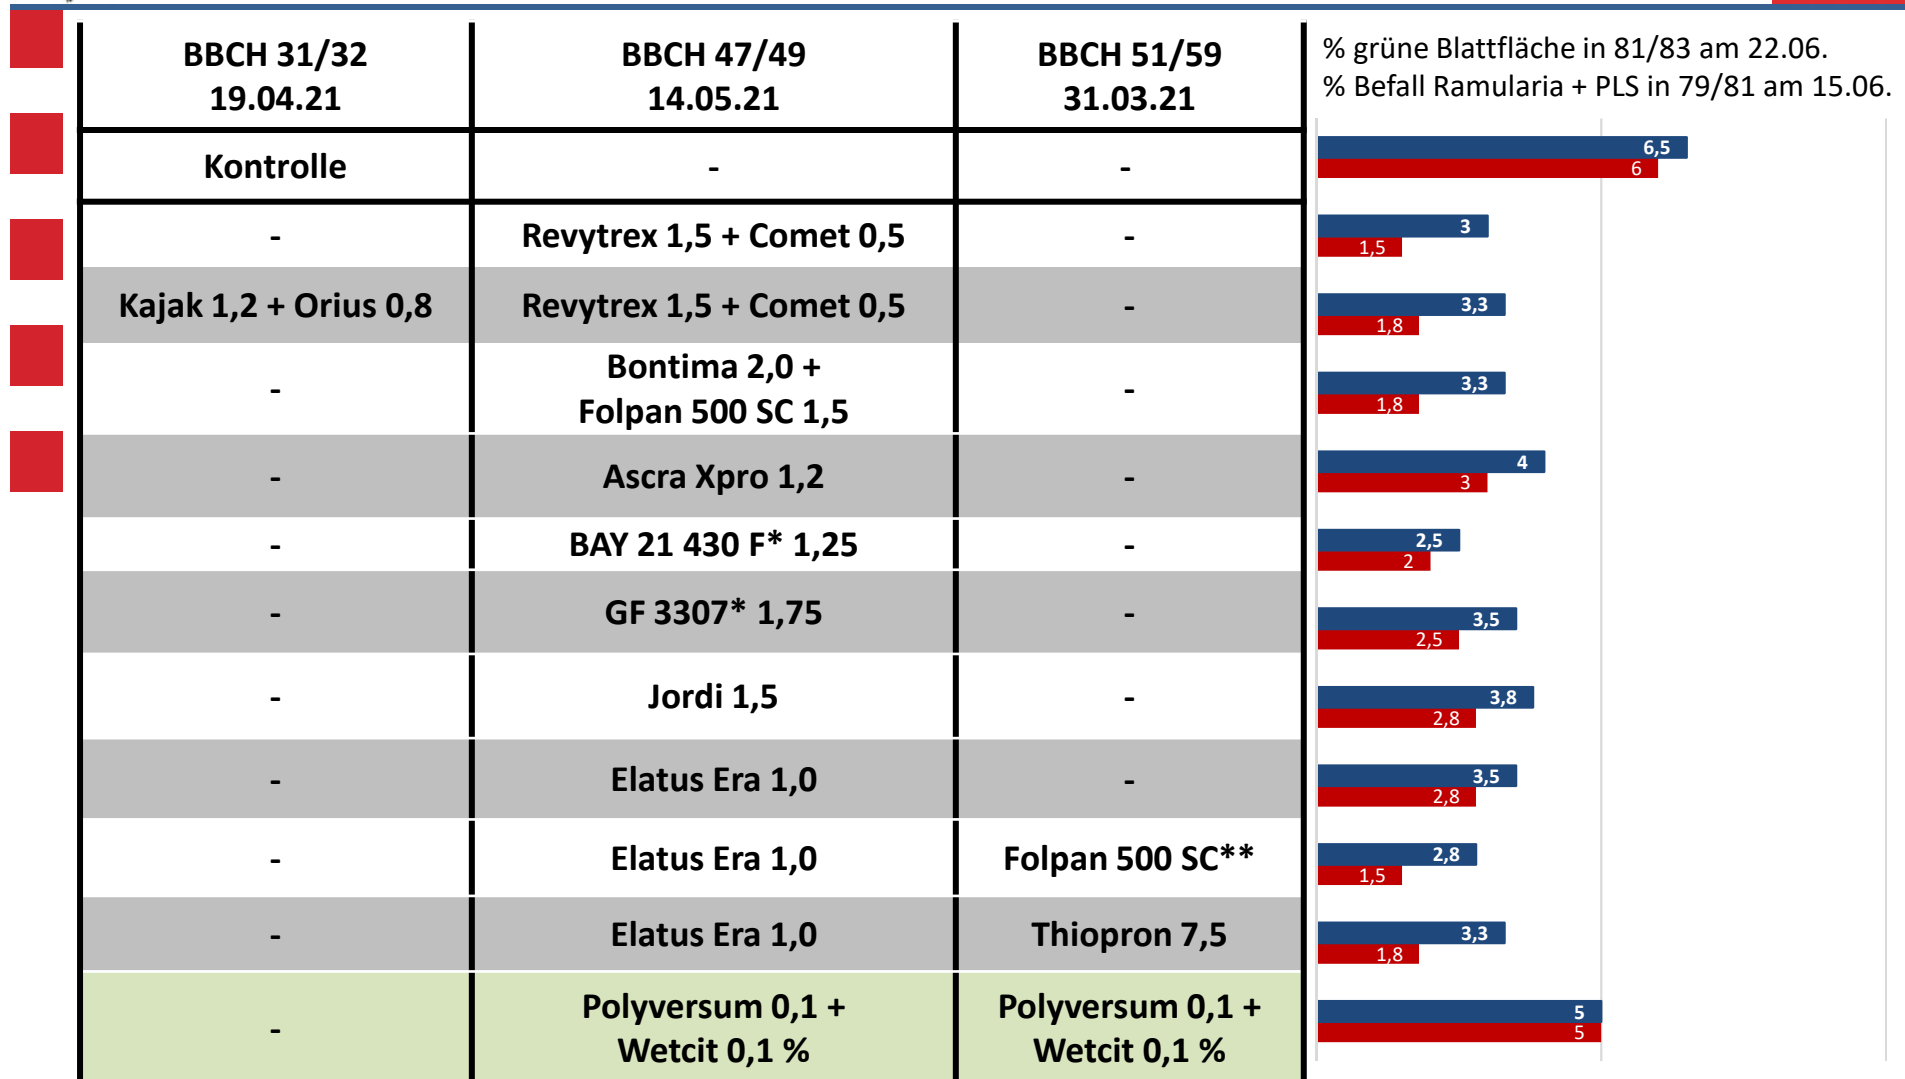 BBCH 31/32
19.04.21
BBCH 47/49
14.05.21
BBCH 51/59
31.03.21
% grüne Blattfläche in 81/83 am 22.06.
% Befall Ramularia + PLS in 79/81 am 15.06.
Kontrolle - -
6,5
6
- Revytrex 1,5 + Comet 0,5 -
3
1,5
Kajak 1,2 + Orius 0,8 Revytrex 1,5 + Comet 0,5 -
3,3
1,8
- Bontima 2,0 +
Folpan 500 SC 1,5 -
3,3
1,8
- Ascra Xpro 1,2 -
4
3
- BAY 21 430 F* 1,25 -
2,5
2
- GF 3307* 1,75 -
3,5
2,5
- Jordi 1,5 -
3,8
2,8
- Elatus Era 1,0 -
3,5
2,8
- Elatus Era 1,0 Folpan 500 SC**
2,8
1,5
- Elatus Era 1,0 Thiopron 7,5
3,3
1,8
- Polyversum 0,1 +
Wetcit 0,1 %
Polyversum 0,1 +
Wetcit 0,1 %
5
5